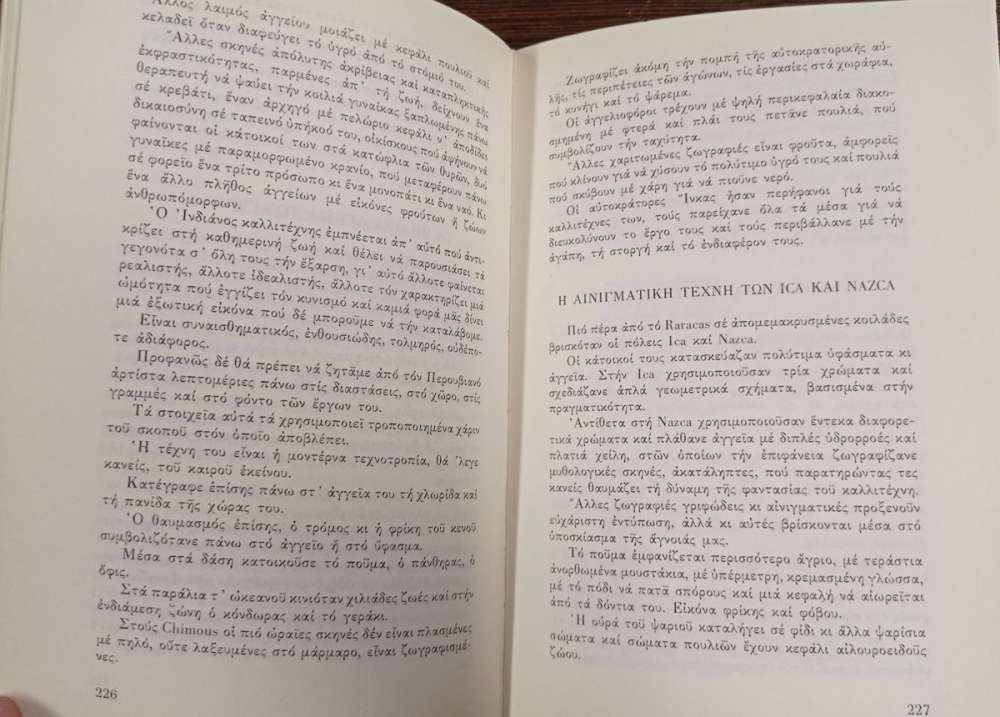 Ἄλλος λαιμός ἀγγείου μοιάζει μέ κεφάλι πουλιοῦ καί
κελαδεῖ ὅταν διαφεύγει τό ὑγρό ἀπό τό στόμιό του.
Ἄλλες σκηνές ἀπόλυτης ἀκρίβειας καί καταπληκτικῆς
ἐκφραστικότητας, παρμένες ἀπ᾿ τή ζωή, δείχνουν ἕνα
θεραπευτή νά ψαύει τήν κοιλιά γυναίκας ξαπλωμένης πάνω
σέ κρεβάτι, ἕναν ἀρχηγό μέ πελώριο κεφάλι ν᾿ ἀποδίδει
δικαιοσύνη σέ ταπεινό ὑπήκοό του, οἰκίσκους πού ἀφήνουν νά
φαίνονται οἱ κάτοικοί των στά κατώφλια τῶν θυρῶν, δυό
γυναῖκες μέ παραμορφωμένο κρανίο, πού μεταφέρουν πάνω
σέ φορεῖο ἕνα τρίτο πρόσωπο κι ἕνα μονοπάτι κι ἕνα ναό. Κι
ἕνα ἄλλο πλῆθος ἀγγείων μέ εἰκόνες φρούτων ἤ ζώων
ἀνθρωπόμορφων.
Ὁ Ἰνδιάνος καλλιτέχνης ἐμπνέεται ἀπ᾿ αὐτό πού ἀντι-
κρίζει στή καθημερινή ζωή καί θέλει νά παρουσιάσει τά
γεγονότα σ᾿ ὅλη τους τήν ἔξαρση, γι᾿ αὐτό ἄλλοτε φαίνεται
ρεαλιστής, ἄλλοτε ἰδεαλιστής, ἄλλοτε τόν χαρακτηρίζει μιά
ὠμότητα πού ἐγγίζει τόν κυνισμό καί καμιά φορά μᾶς δίνει
μιά ἐξωτική εἰκόνα πού δέ μποροῦμε νά τήν καταλάβομε.
Εἶναι συναισθηματικός, ἐνθουσιώδης, τολμηρός, οὐδέπο-
τε ἀδιάφορος.
Προφανῶς δέ θά πρέπει νά ζητᾶμε ἀπό τόν Περουβιανό
ἀρτίστα λεπτομέριες πάνω στίς διαστάσεις, στό χῶρο, στίς
γραμμές καί στό φόντο τῶν ἔργων του.
Τά στοιχεῖα αὐτά τά χρησιμοποιεῖ τροποποιημένα χάριν
τοῦ σκοποῦ στόν ὁποῖο ἀποβλέπει.
Ἡ τέχνη του εἶναι ἡ μοντέρνα τεχνοτροπία, θά ᾿λεγε
κανείς, τοῦ καιροῦ ἐκείνου.
Κατέγραφε ἐπίσης πάνω στ᾿ ἀγγεῖα του τή χλωρίδα καί
τή πανίδα τῆς χώρας του.
Ὁ θαυμασμός ἐπίσης, ὁ τρόμος κι ἡ φρίκη τοῦ κενοῦ
συμβολιζότανε πάνω στό ἀγγεῖο ἤ στό ὕφασμα.
Μέσα στά δάση κατοικοῦσε τό ποῦμα, ὁ πάνθηρας, ὁ
ὄφις.
Στά παράλια τ᾿ ὠκεανοῦ κινιόταν χιλιάδες ζωές καί στήν
ἐνδιάμεση ζώνη ὁ κόνδωρας καί τό γεράκι.
Στούς Chimous οἱ πιό ὡραῖες σκηνές δέν εἶναι πλασμένες
μέ πηλό, οὔτε λαξευμένες στό μάρμαρο, εἶναι ζωγραφισμέ-
νες.
226
Ζωγραφίζει ἀκόμη τήν πομπή τῆς αὐτοκρατορικῆς αὐ-
λῆς, τίς περιπέτειες τῶν ἀγώνων, τίς ἐργασίες στά χωράφια,
τό κυνήγι καί τό ψάρεμα.
Οἱ ἀγγελιοφόροι τρέχουν μέ ψηλή περικεφαλαία διακο-
σμημένη μέ φτερά καί πλάι τους πετᾶνε πουλιά, πού
συμβολίζουν τήν ταχύτητα.
Ἄλλες χαριτωμένες ζωγραφιές εἶναι φροῦτα, ἀμφορεῖς
πού κλίνουν γιά νά χύσουν τό πολύτιμο ὑγρό τους καί πουλιά
πού σκύβουν μέ χάρη γιά νά πιοῦνε νερό.
Οἱ αὐτοκράτορες Ἴνκας ἦσαν περήφανοι γιά τούς
καλλιτέχνες των, τούς παρεῖχανε ὅλα τά μέσα γιά νά
διευκολύνουν τό ἔργο τους καί τούς περιβάλλανε μέ τήν
ἀγάπη, τή στοργή καί τό ἐνδιαφέρον τους.
Η ΑΙΝΙΓΜΑΤΙΚΗ ΤΕΧΝΗ ΤΩΝ ICA ΚΑΙ NAZCA
Πιό πέρα ἀπό τό Raracas σέ ἀπομεμακρυσμένες κοιλάδες
βρισκόταν οἱ πόλεις Ica καί Nazca.
Οἱ κάτοικοί τους κατασκεύαζαν πολύτιμα ὑφάσματα κι
ἀγγεῖα. Στήν Ica χρησιμοποιοῦσαν τρία χρώματα καί
σχεδιάζανε ἁπλά γεωμετρικά σχήματα, βασισμένα στήν
πραγματικότητα.
Ἀντίθετα στή Nazca χρησιμοποιοῦσαν ἕντεκα διαφορε-
τικά χρώματα καί πλάθανε ἀγγεῖα μέ διπλές ὑδρορροές καί
πλατιά χείλη, στῶν ὁποίων τήν ἐπιφάνεια ζωγραφίζανε
μυθολογικές σκηνές, ἀκατάληπτες, πού παρατηρώντας τες
κανείς θαυμάζει τή δύναμη τῆς φαντασίας τοῦ καλλιτέχνη.
Ἄλλες ζωγραφιές γριφώδεις κι αἰνιγματικές προξενοῦν
εὐχάριστη ἐντύπωση, ἀλλά κι αὐτές βρίσκονται μέσα στό
ὑποσκίασμα τῆς ἄγνοιάς μας.
Τό ποῦμα ἐμφανίζεται περισσότερο ἄγριο, μέ τεράστια
ἀνορθωμένα μουστάκια, μέ ὑπέρμετρη, κρεμασμένη γλώσσα,
μέ τό πόδι νά πατᾶ σπόρους καί μιά κεφαλή νά αἰωρεῖται
ἀπό τά δόντια του. Εἰκόνα φρίκης καί φόβου.
Ἡ οὐρά τοῦ ψαριοῦ καταλήγει σέ φίδι κι ἄλλα ψαρίσια
σώματα καί σώματα πουλιῶν ἔχουν κεφάλι αἰλουροειδοῦς
ζώου.
227